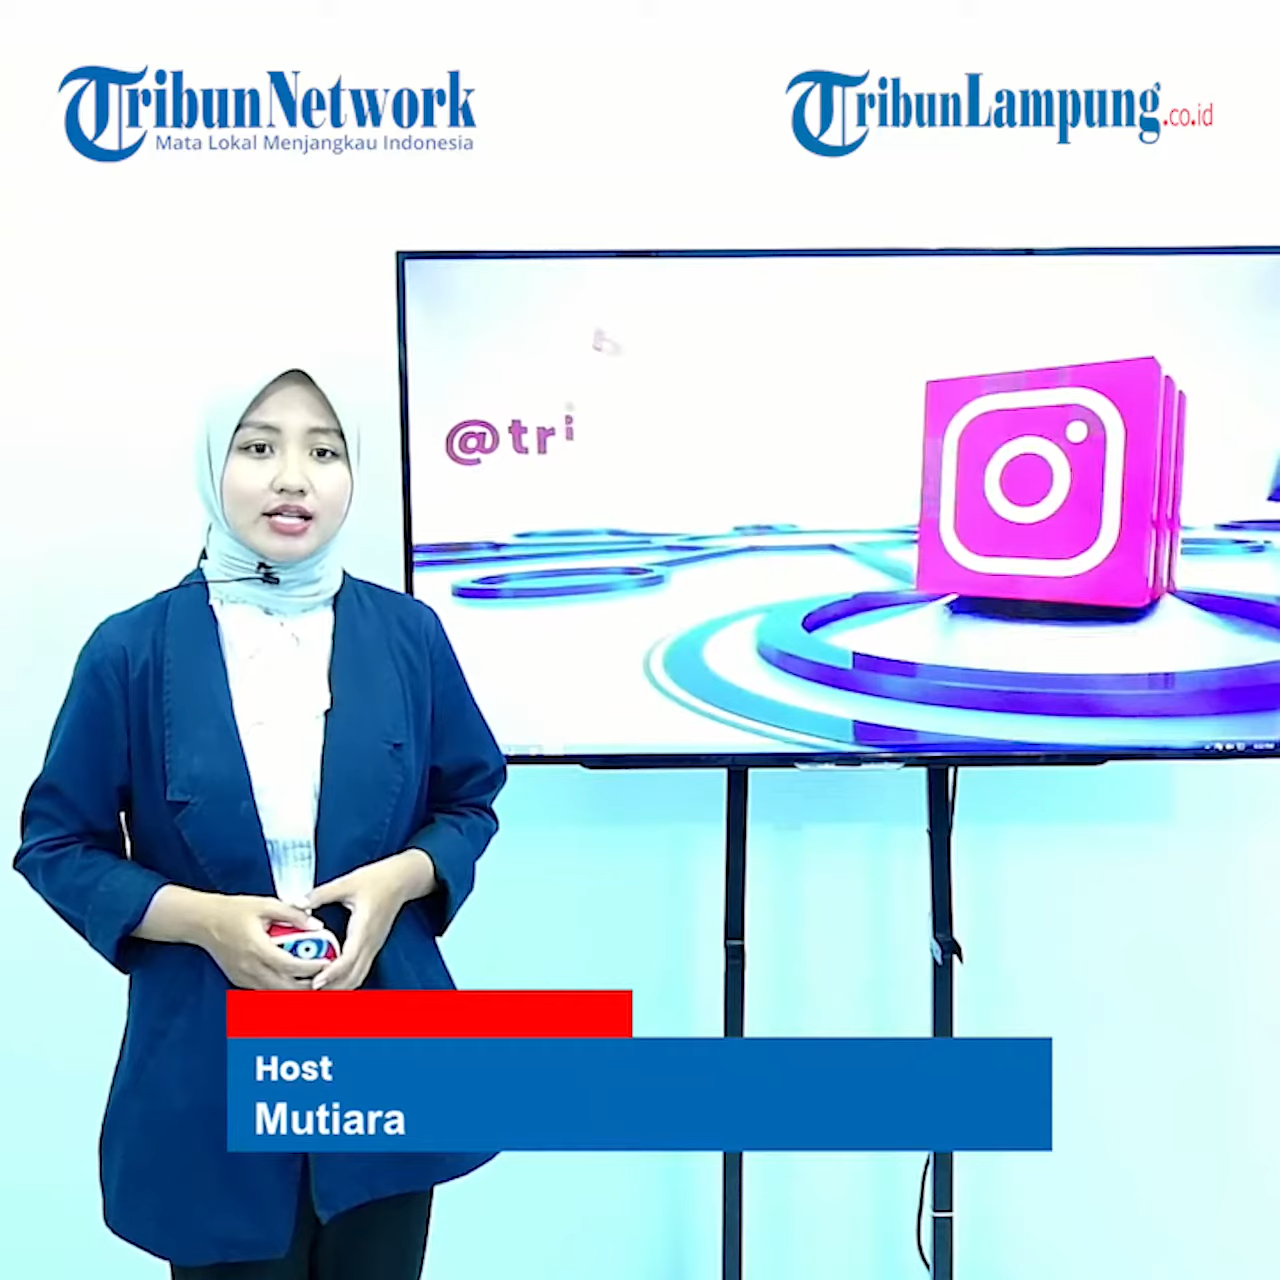 TribunNetwork
Mata Lokal Menjangkau Indonesia
TribunLampung.co.id
@tri
b
Host
Mutiara